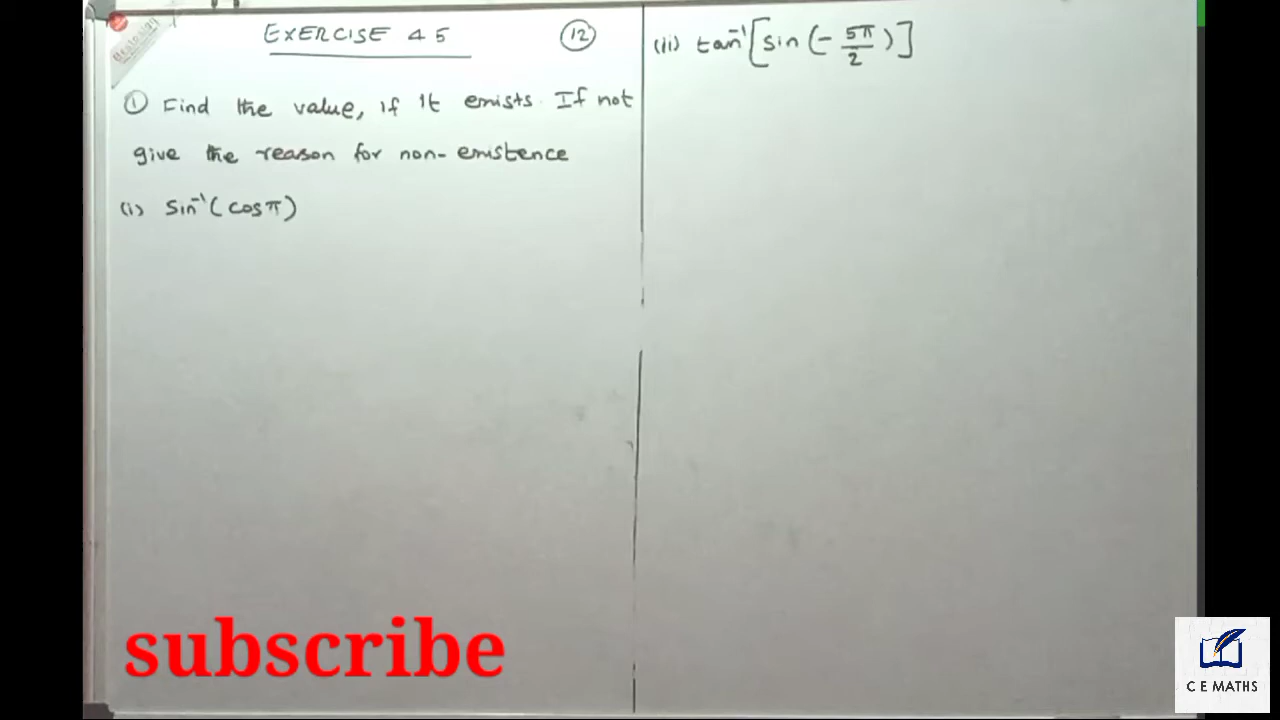 EXERCISE 4 5
12
① Find the value, if it exists. If not
give the reason for non-existence
(i) sin⁻¹(cos π)
(ii) tan⁻¹[sin(-5π/2)]
subscribe
C E MATHS